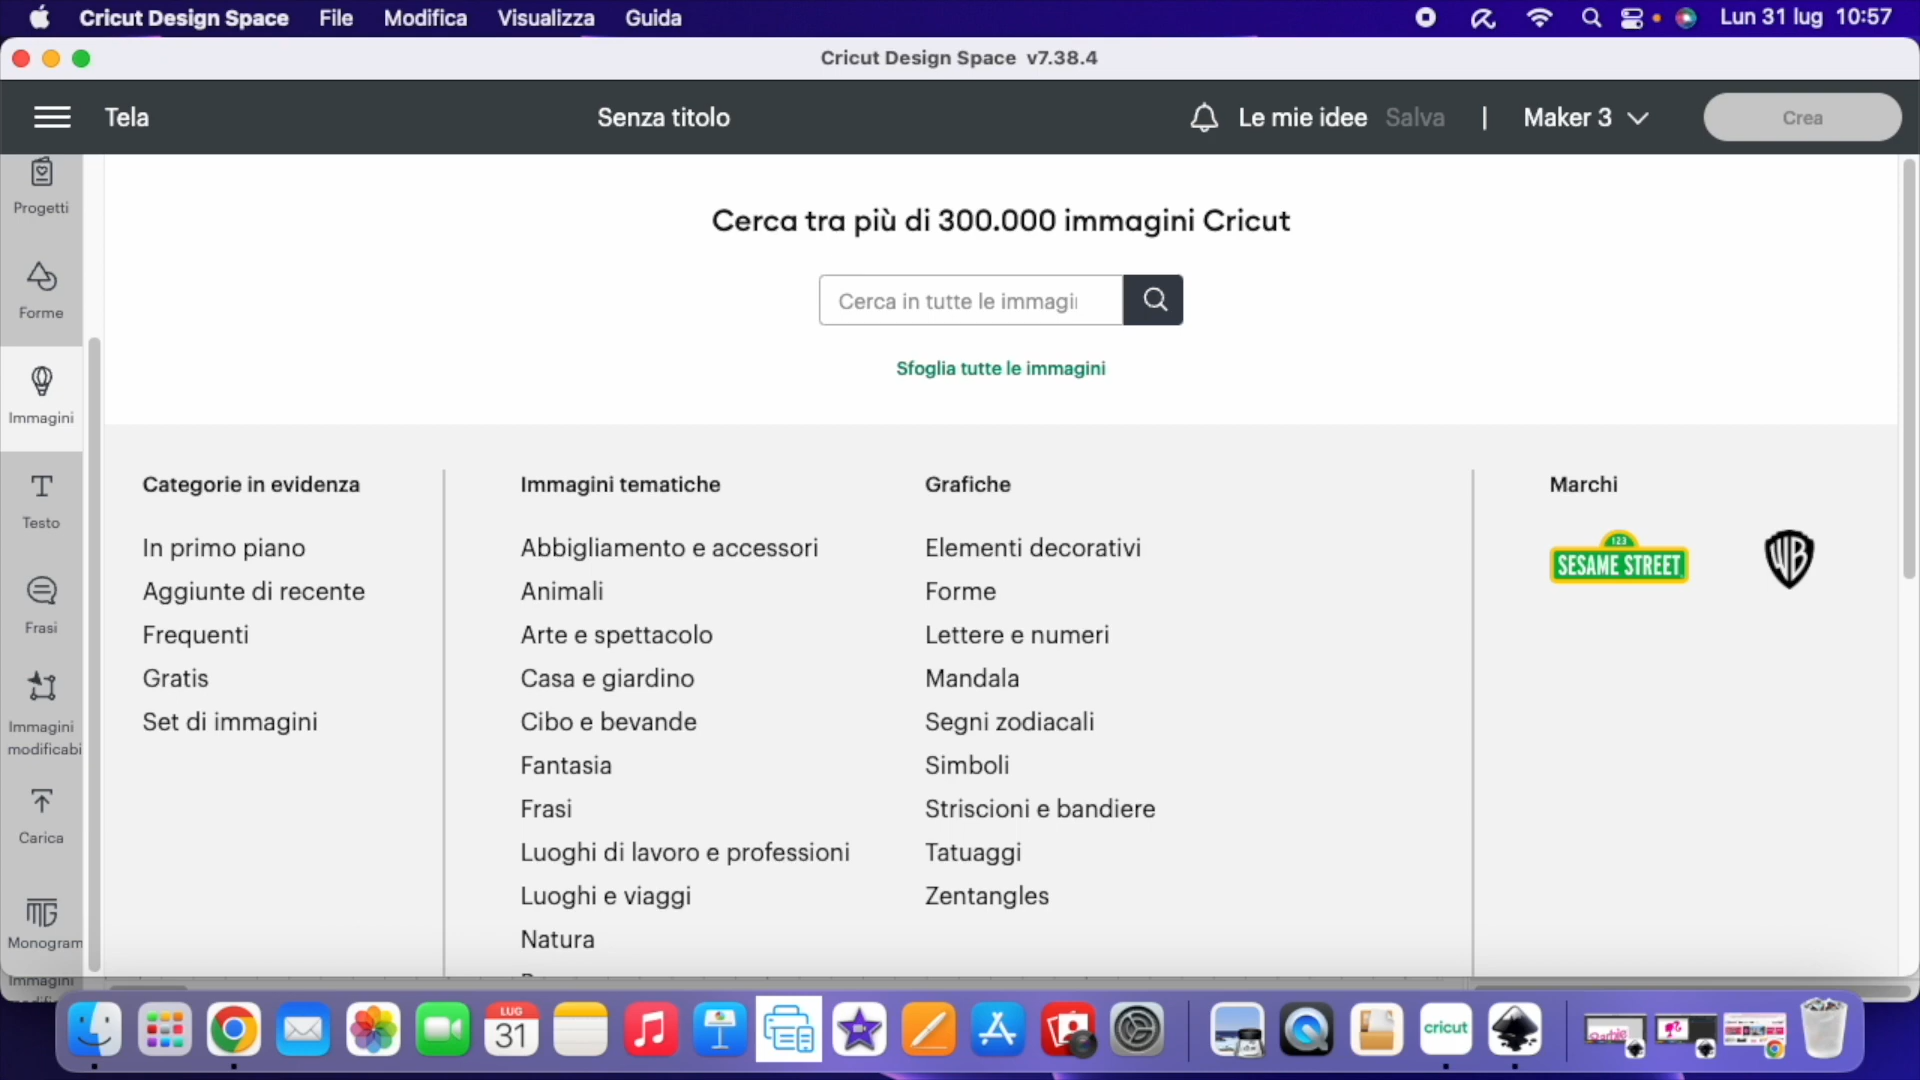 Cricut Design Space File Modifica Visualizza Guida Lun 31 lug 10:57
Cricut Design Space v7.38.4
Tela Senza titolo Le mie idee Salva | Maker 3 Crea
Progetti
Forme
Immagini
Testo
Frasi
Immagini
modificabi
Carica
Monogram
Immagini
Cerca tra più di 300.000 immagini Cricut
Cerca in tutte le immagi
Sfoglia tutte le immagini
Categorie in evidenza
In primo piano
Aggiunte di recente
Frequenti
Gratis
Set di immagini
Immagini tematiche
Abbigliamento e accessori
Animali
Arte e spettacolo
Casa e giardino
Cibo e bevande
Fantasia
Frasi
Luoghi di lavoro e professioni
Luoghi e viaggi
Natura
Grafiche
Elementi decorativi
Forme
Lettere e numeri
Mandala
Segni zodiacali
Simboli
Striscioni e bandiere
Tatuaggi
Zentangles
Marchi
123
SESAME STREET
WB
LUG
31
cricut